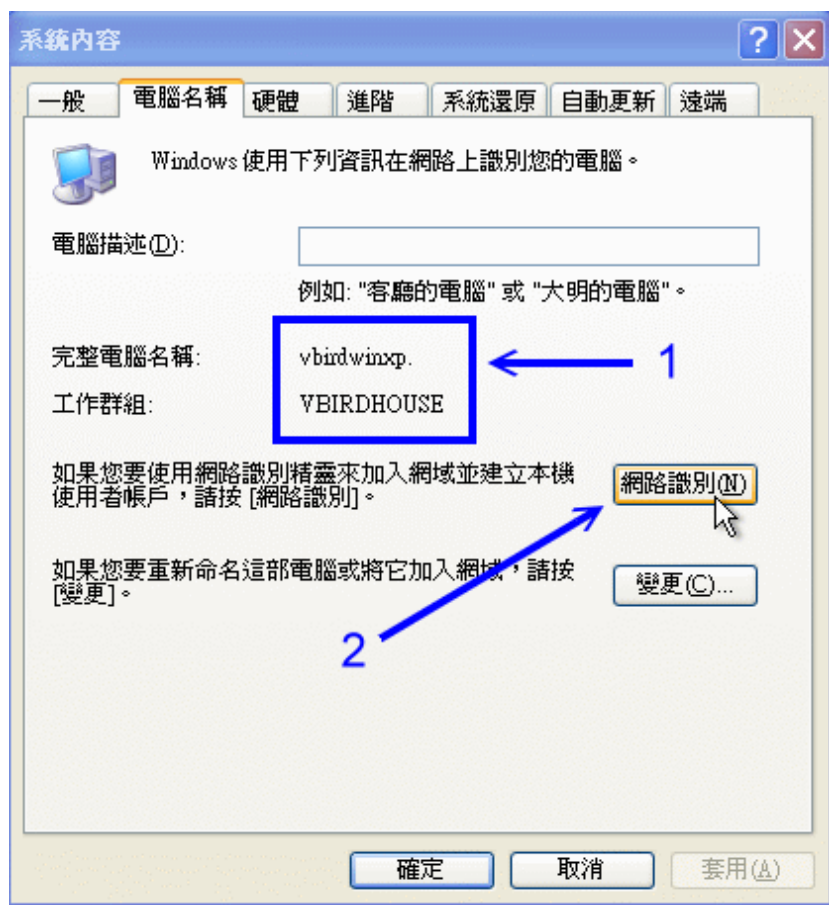 系統內容
一般 電腦名稱 硬體 進階 系統還原 自動更新 遠端
Windows 使用下列資訊在網路上識別您的電腦。
電腦描述(D):
例如: "客廳的電腦" 或 "大明的電腦"。
完整電腦名稱: vbirdwinxp. 1
工作群組: VBIRDHOUSE
如果您要使用網路識別精靈來加入網域並建立本機
使用者帳戶，請按 [網路識別]。
網路識別(N)
如果您要重新命名這部電腦或將它加入網域，請按
[變更]。
變更(C)...
2
確定 取消 套用(A)